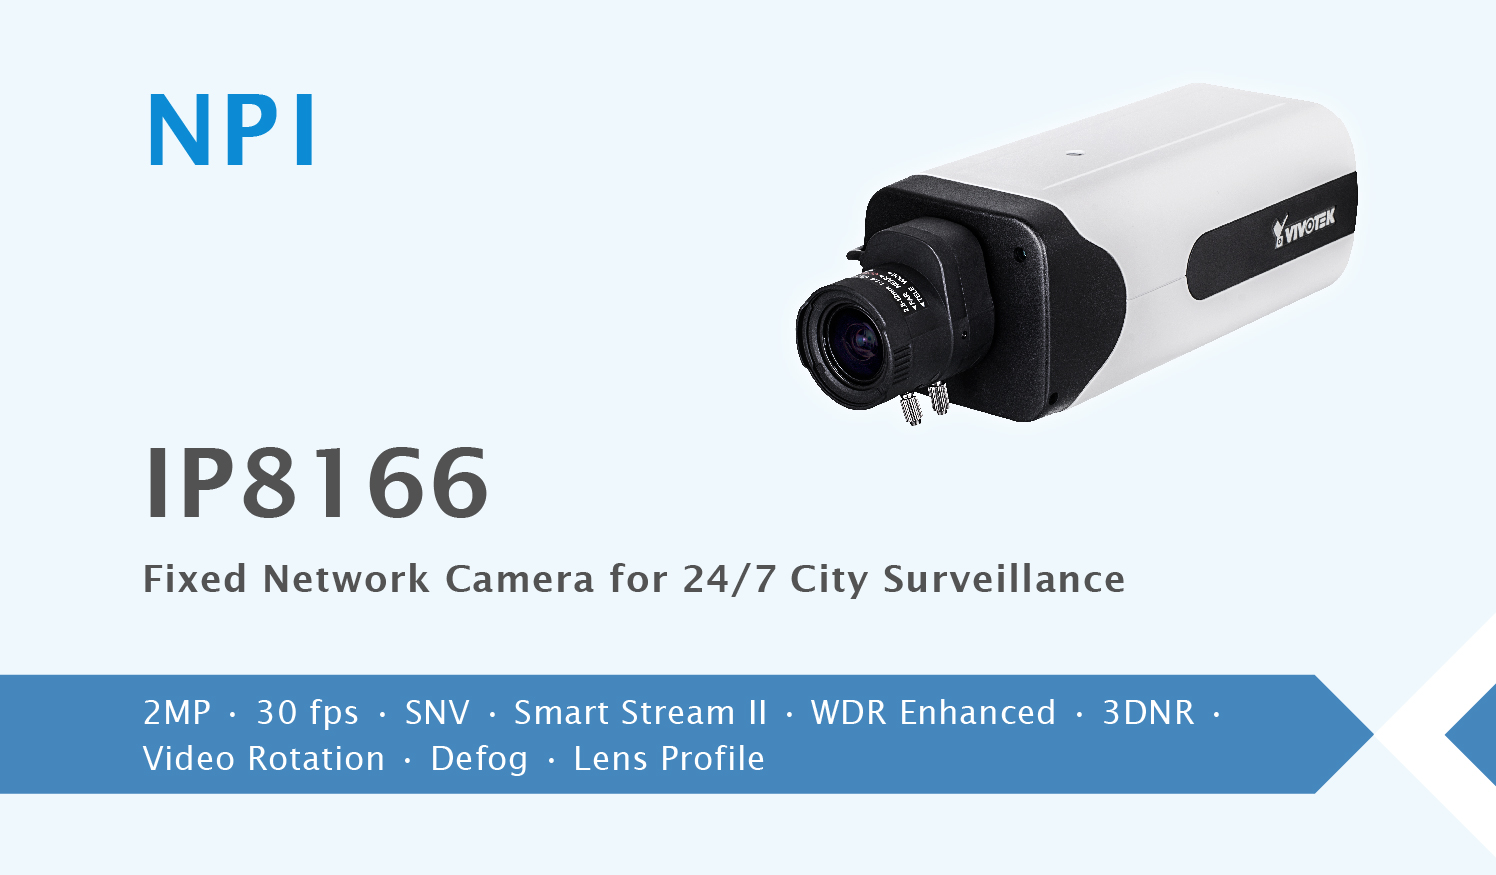 NPI
VIVOTEK
IP8166
Fixed Network Camera for 24/7 City Surveillance
2MP · 30 fps · SNV · Smart Stream II · WDR Enhanced · 3DNR ·
Video Rotation · Defog · Lens Profile